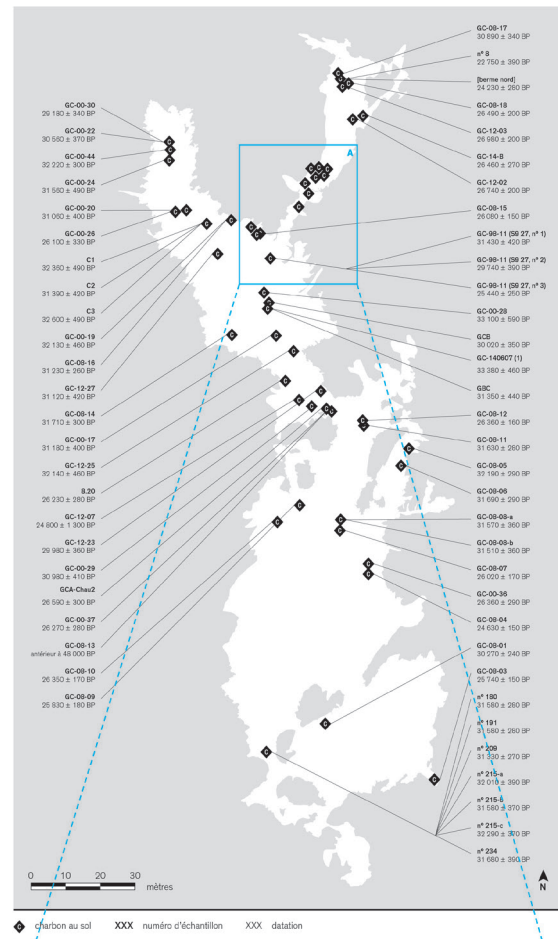 GC-08-17
30 690 ± 340 BP
n° 8
22 750 ± 390 BP
[berme nord]
24 230 ± 280 BP
GC-08-18
26 490 ± 200 BP
GC-12-03
26 980 ± 200 BP
GC-14-B
26 460 ± 270 BP
GC-12-02
26 740 ± 200 BP
GC-08-15
26 080 ± 150 BP
GC-98-11 (59 27, n° 1)
31 430 ± 420 BP
GC-98-11 (59 27, n° 2)
29 740 ± 390 BP
GC-98-11 (59 27, n° 3)
25 440 ± 250 BP
GC-00-28
33 100 ± 590 BP
GCB
30 020 ± 350 BP
GC-140607 (1)
33 380 ± 460 BP
GBC
31 350 ± 440 BP
GC-08-12
26 360 ± 160 BP
GC-08-11
31 630 ± 260 BP
GC-08-05
32 190 ± 290 BP
GC-08-06
31 690 ± 290 BP
GC-08-08-a
31 570 ± 360 BP
GC-08-08-b
31 510 ± 360 BP
GC-08-07
26 020 ± 170 BP
GC-00-36
26 360 ± 290 BP
GC-08-04
24 630 ± 150 BP
GC-08-01
30 270 ± 240 BP
GC-08-03
25 740 ± 150 BP
n° 180
31 580 ± 280 BP
n° 191
31 580 ± 280 BP
n° 209
31 330 ± 270 BP
n° 215-a
32 010 ± 390 BP
n° 215-b
31 560 ± 370 BP
n° 215-c
32 290 ± 370 BP
n° 234
31 680 ± 390 BP
GC-00-30
29 180 ± 340 BP
GC-00-22
30 560 ± 370 BP
GC-00-44
32 220 ± 300 BP
GC-00-24
31 560 ± 490 BP
GC-00-20
31 060 ± 400 BP
GC-00-26
26 100 ± 330 BP
C1
32 360 ± 490 BP
C2
31 390 ± 420 BP
C3
32 600 ± 490 BP
GC-00-19
32 130 ± 460 BP
GC-08-16
31 230 ± 260 BP
GC-12-27
31 120 ± 420 BP
GC-08-14
31 710 ± 300 BP
GC-00-17
31 180 ± 400 BP
GC-12-25
32 140 ± 460 BP
8.20
26 230 ± 280 BP
GC-12-07
24 800 ± 1 300 BP
GC-12-23
29 980 ± 360 BP
GC-00-29
30 980 ± 410 BP
GCA-Chau2
26 590 ± 300 BP
GC-00-37
26 270 ± 280 BP
GC-08-13
antérieur à 48 000 BP
GC-08-10
26 350 ± 170 BP
GC-08-09
25 830 ± 180 BP
A
0 10 20 30
mètres
N
charbon au sol XXX numéro d'échantillon XXX datation